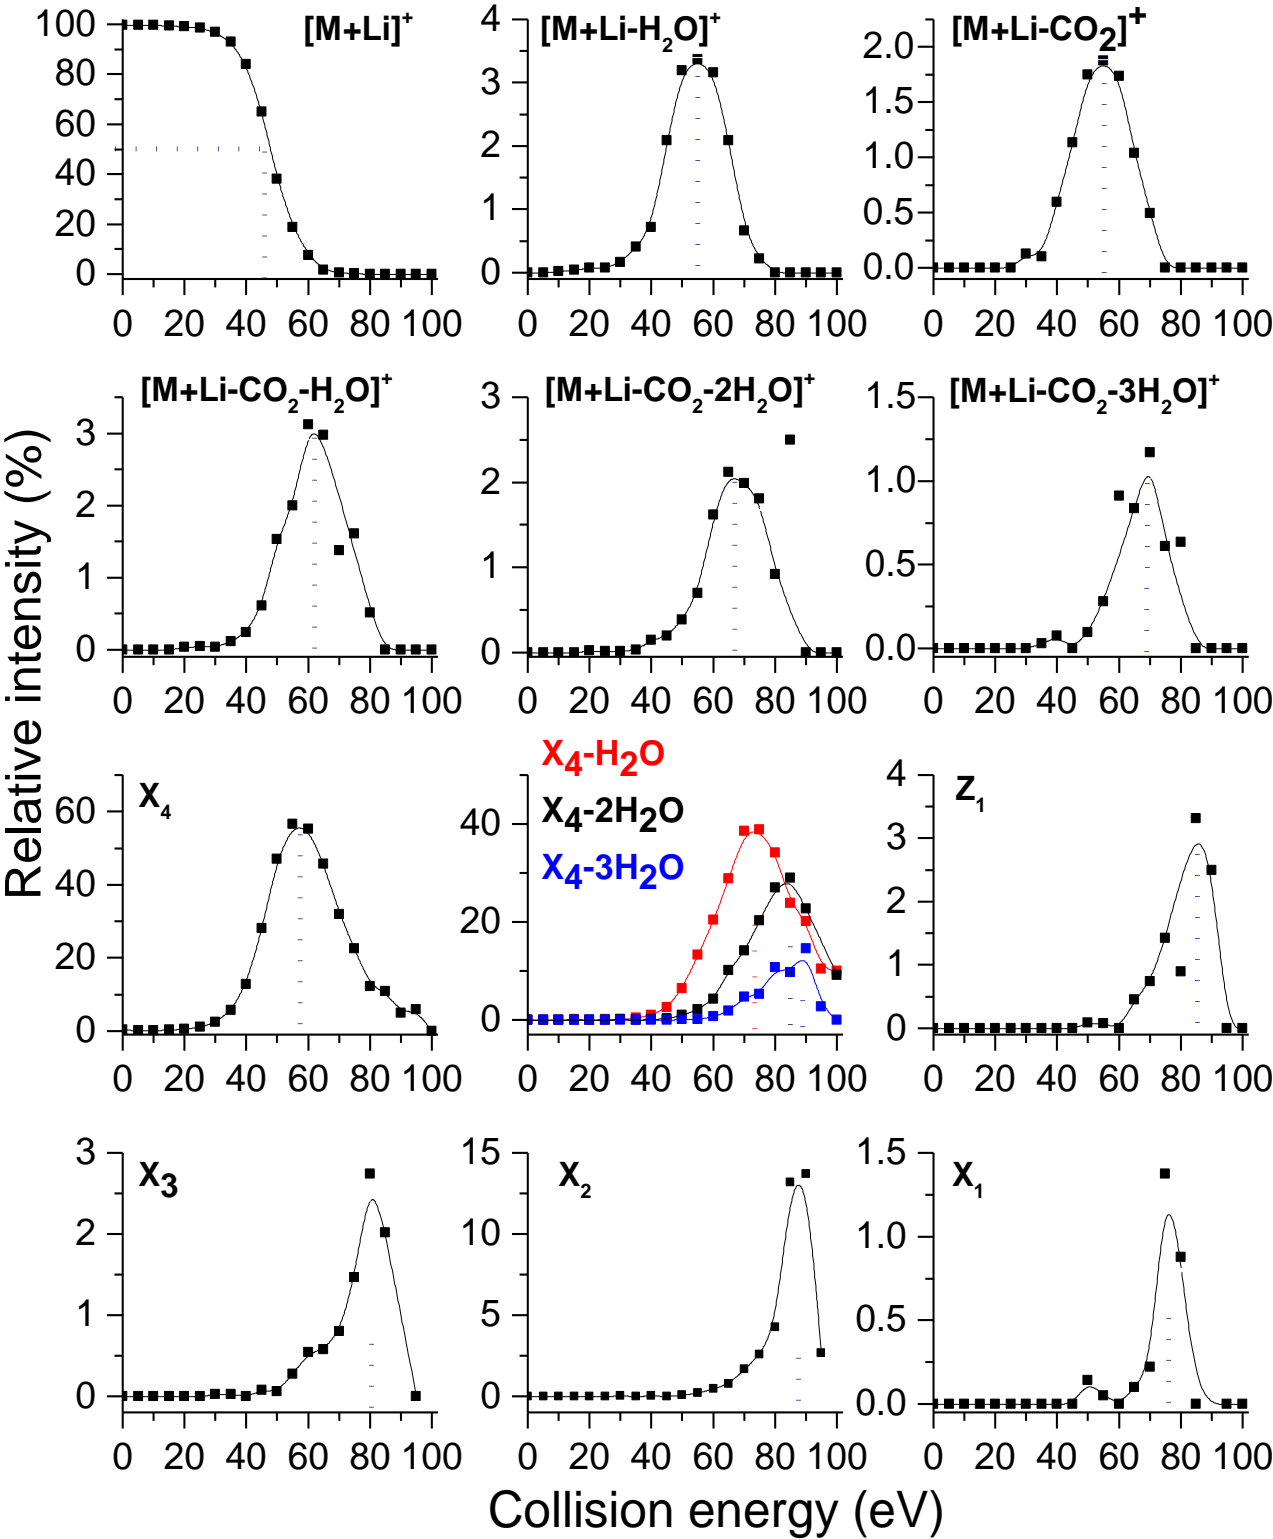 Relative intensity (%)
[M+Li]⁺
100
80
60
40
20
0
0 20 40 60 80 100
[M+Li-H₂O]⁺
4
3
2
1
0
0 20 40 60 80 100
[M+Li-CO₂]⁺
2.0
1.5
1.0
0.5
0.0
0 20 40 60 80 100
[M+Li-CO₂-H₂O]⁺
3
2
1
0
0 20 40 60 80 100
[M+Li-CO₂-2H₂O]⁺
3
2
1
0
0 20 40 60 80 100
[M+Li-CO₂-3H₂O]⁺
1.5
1.0
0.5
0.0
0 20 40 60 80 100
X₄
60
40
20
0
0 20 40 60 80 100
X₄-H₂O
X₄-2H₂O
X₄-3H₂O
40
20
0
0 20 40 60 80 100
Z₁
4
3
2
1
0
0 20 40 60 80 100
X₃
3
2
1
0
0 20 40 60 80 100
X₂
15
10
5
0
0 20 40 60 80 100
X₁
1.5
1.0
0.5
0.0
0 20 40 60 80 100
Collision energy (eV)